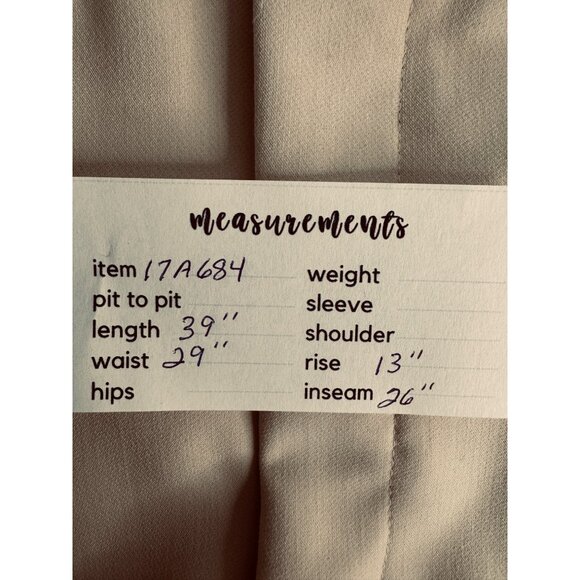 measurements
item 17A684
pit to pit
length 39"
waist 29"
hips
weight
sleeve
shoulder
rise 13"
inseam 26"